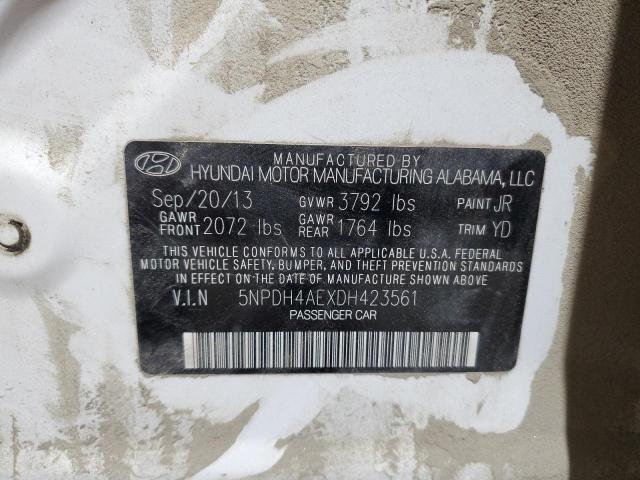 MANUFACTURED BY
HYUNDAI MOTOR MANUFACTURING ALABAMA, LLC
Sep/20/13 GVWR 3792 lbs PAINT JR
GAWR FRONT 2072 lbs GAWR REAR 1764 lbs TRIM YD
THIS VEHICLE CONFORMS TO ALL APPLICABLE U.S.A. FEDERAL
MOTOR VEHICLE SAFETY, BUMPER, AND THEFT PREVENTION STANDARDS
IN EFFECT ON THE DATE OF MANUFACTURE SHOWN ABOVE
V.I.N 5NPDH4AEXDH423561
PASSENGER CAR